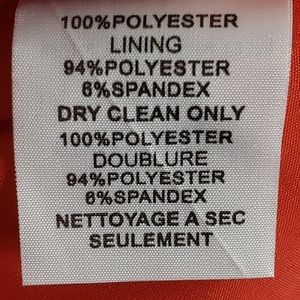 100%POLYESTER
LINING
94%POLYESTER
6%SPANDEX
DRY CLEAN ONLY
100%POLYESTER
DOUBLURE
94%POLYESTER
6%SPANDEX
NETTOYAGE A SEC
SEULEMENT